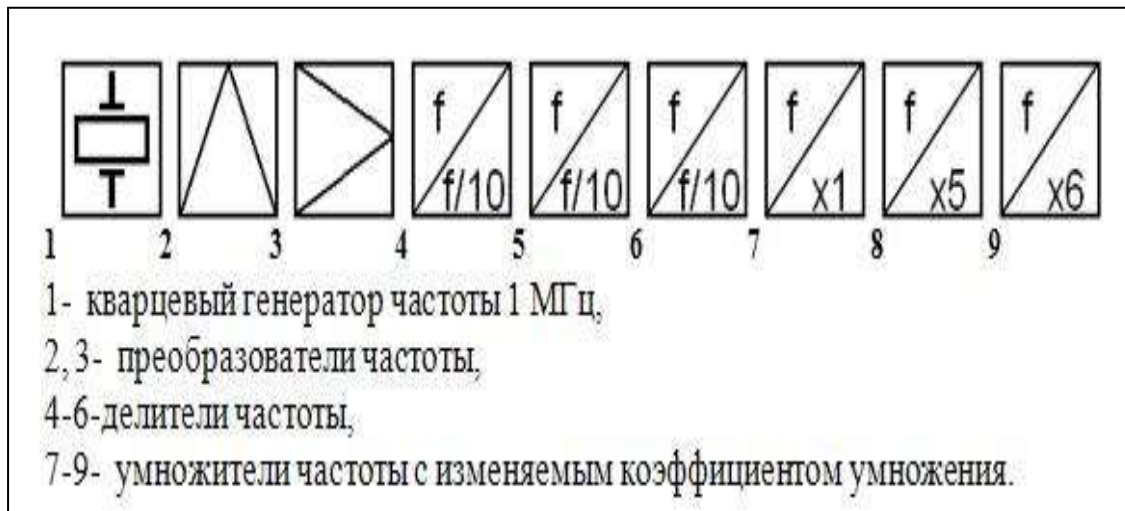 f f f f f f
f/10 f/10 f/10 x1 x5 x6
1 2 3 4 5 6 7 8 9
1- кварцевый генератор частоты 1 МГц,
2,3- преобразователи частоты,
4-6-делители частоты,
7-9- умножители частоты с изменяемым коэффициентом умножения.